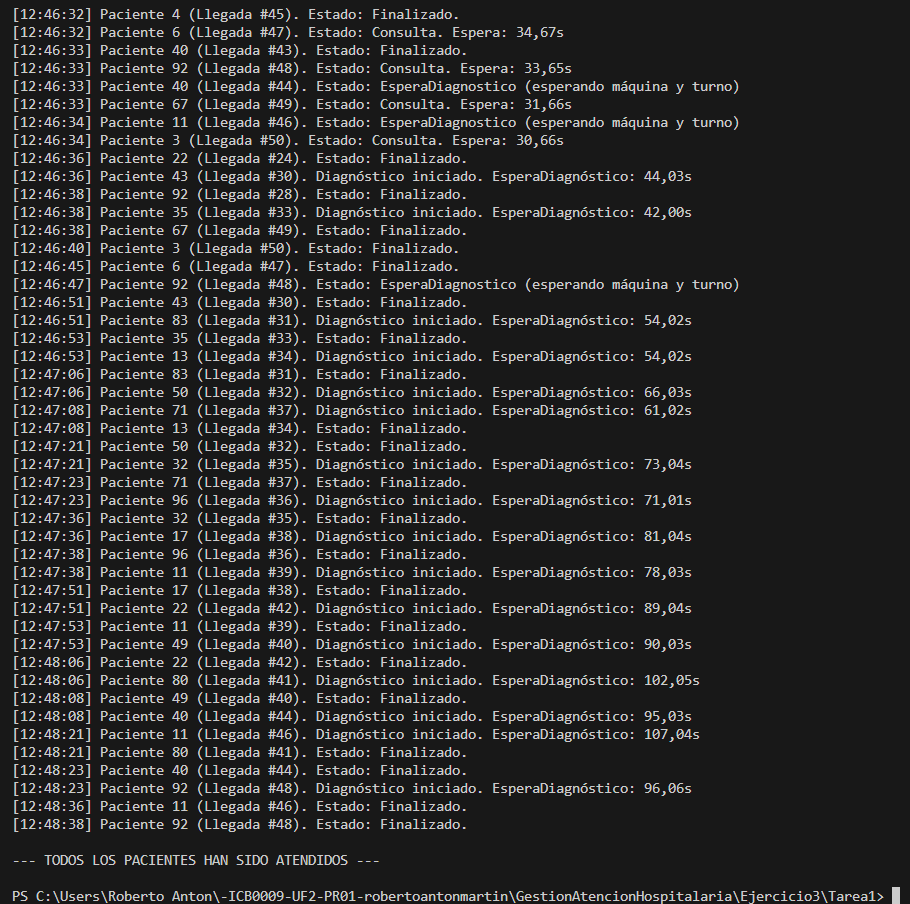 [12:46:32] Paciente 4 (Llegada #45). Estado: Finalizado.
[12:46:32] Paciente 6 (Llegada #47). Estado: Consulta. Espera: 34,67s
[12:46:33] Paciente 40 (Llegada #43). Estado: Finalizado.
[12:46:33] Paciente 92 (Llegada #48). Estado: Consulta. Espera: 33,65s
[12:46:33] Paciente 40 (Llegada #44). Estado: EsperaDiagnostico (esperando máquina y turno)
[12:46:33] Paciente 67 (Llegada #49). Estado: Consulta. Espera: 31,66s
[12:46:34] Paciente 11 (Llegada #46). Estado: EsperaDiagnostico (esperando máquina y turno)
[12:46:34] Paciente 3 (Llegada #50). Estado: Consulta. Espera: 30,66s
[12:46:36] Paciente 22 (Llegada #24). Estado: Finalizado.
[12:46:36] Paciente 43 (Llegada #30). Diagnóstico iniciado. EsperaDiagnóstico: 44,03s
[12:46:38] Paciente 92 (Llegada #28). Estado: Finalizado.
[12:46:38] Paciente 35 (Llegada #33). Diagnóstico iniciado. EsperaDiagnóstico: 42,00s
[12:46:38] Paciente 67 (Llegada #49). Estado: Finalizado.
[12:46:40] Paciente 3 (Llegada #50). Estado: Finalizado.
[12:46:45] Paciente 6 (Llegada #47). Estado: Finalizado.
[12:46:47] Paciente 92 (Llegada #48). Estado: EsperaDiagnostico (esperando máquina y turno)
[12:46:51] Paciente 43 (Llegada #30). Estado: Finalizado.
[12:46:51] Paciente 83 (Llegada #31). Diagnóstico iniciado. EsperaDiagnóstico: 54,02s
[12:46:53] Paciente 35 (Llegada #33). Estado: Finalizado.
[12:46:53] Paciente 13 (Llegada #34). Diagnóstico iniciado. EsperaDiagnóstico: 54,02s
[12:47:06] Paciente 83 (Llegada #31). Estado: Finalizado.
[12:47:06] Paciente 50 (Llegada #32). Diagnóstico iniciado. EsperaDiagnóstico: 66,03s
[12:47:08] Paciente 71 (Llegada #37). Diagnóstico iniciado. EsperaDiagnóstico: 61,02s
[12:47:08] Paciente 13 (Llegada #34). Estado: Finalizado.
[12:47:21] Paciente 50 (Llegada #32). Estado: Finalizado.
[12:47:21] Paciente 32 (Llegada #35). Diagnóstico iniciado. EsperaDiagnóstico: 73,04s
[12:47:23] Paciente 71 (Llegada #37). Estado: Finalizado.
[12:47:23] Paciente 96 (Llegada #36). Diagnóstico iniciado. EsperaDiagnóstico: 71,01s
[12:47:36] Paciente 32 (Llegada #35). Estado: Finalizado.
[12:47:36] Paciente 17 (Llegada #38). Diagnóstico iniciado. EsperaDiagnóstico: 81,04s
[12:47:38] Paciente 96 (Llegada #36). Estado: Finalizado.
[12:47:38] Paciente 11 (Llegada #39). Diagnóstico iniciado. EsperaDiagnóstico: 78,03s
[12:47:51] Paciente 17 (Llegada #38). Estado: Finalizado.
[12:47:51] Paciente 22 (Llegada #42). Diagnóstico iniciado. EsperaDiagnóstico: 89,04s
[12:47:53] Paciente 11 (Llegada #39). Estado: Finalizado.
[12:47:53] Paciente 49 (Llegada #40). Diagnóstico iniciado. EsperaDiagnóstico: 90,03s
[12:48:06] Paciente 22 (Llegada #42). Estado: Finalizado.
[12:48:06] Paciente 80 (Llegada #41). Diagnóstico iniciado. EsperaDiagnóstico: 102,05s
[12:48:08] Paciente 49 (Llegada #40). Estado: Finalizado.
[12:48:08] Paciente 40 (Llegada #44). Diagnóstico iniciado. EsperaDiagnóstico: 95,03s
[12:48:21] Paciente 11 (Llegada #46). Diagnóstico iniciado. EsperaDiagnóstico: 107,04s
[12:48:21] Paciente 80 (Llegada #41). Estado: Finalizado.
[12:48:23] Paciente 40 (Llegada #44). Estado: Finalizado.
[12:48:23] Paciente 92 (Llegada #48). Diagnóstico iniciado. EsperaDiagnóstico: 96,06s
[12:48:36] Paciente 11 (Llegada #46). Estado: Finalizado.
[12:48:38] Paciente 92 (Llegada #48). Estado: Finalizado.
--- TODOS LOS PACIENTES HAN SIDO ATENDIDOS ---
PS C:\Users\Roberto Anton\-ICB0009-UF2-PR01-robertoantonmartin\GestionAtencionHospitalaria\Ejercicio3\Tarea1>